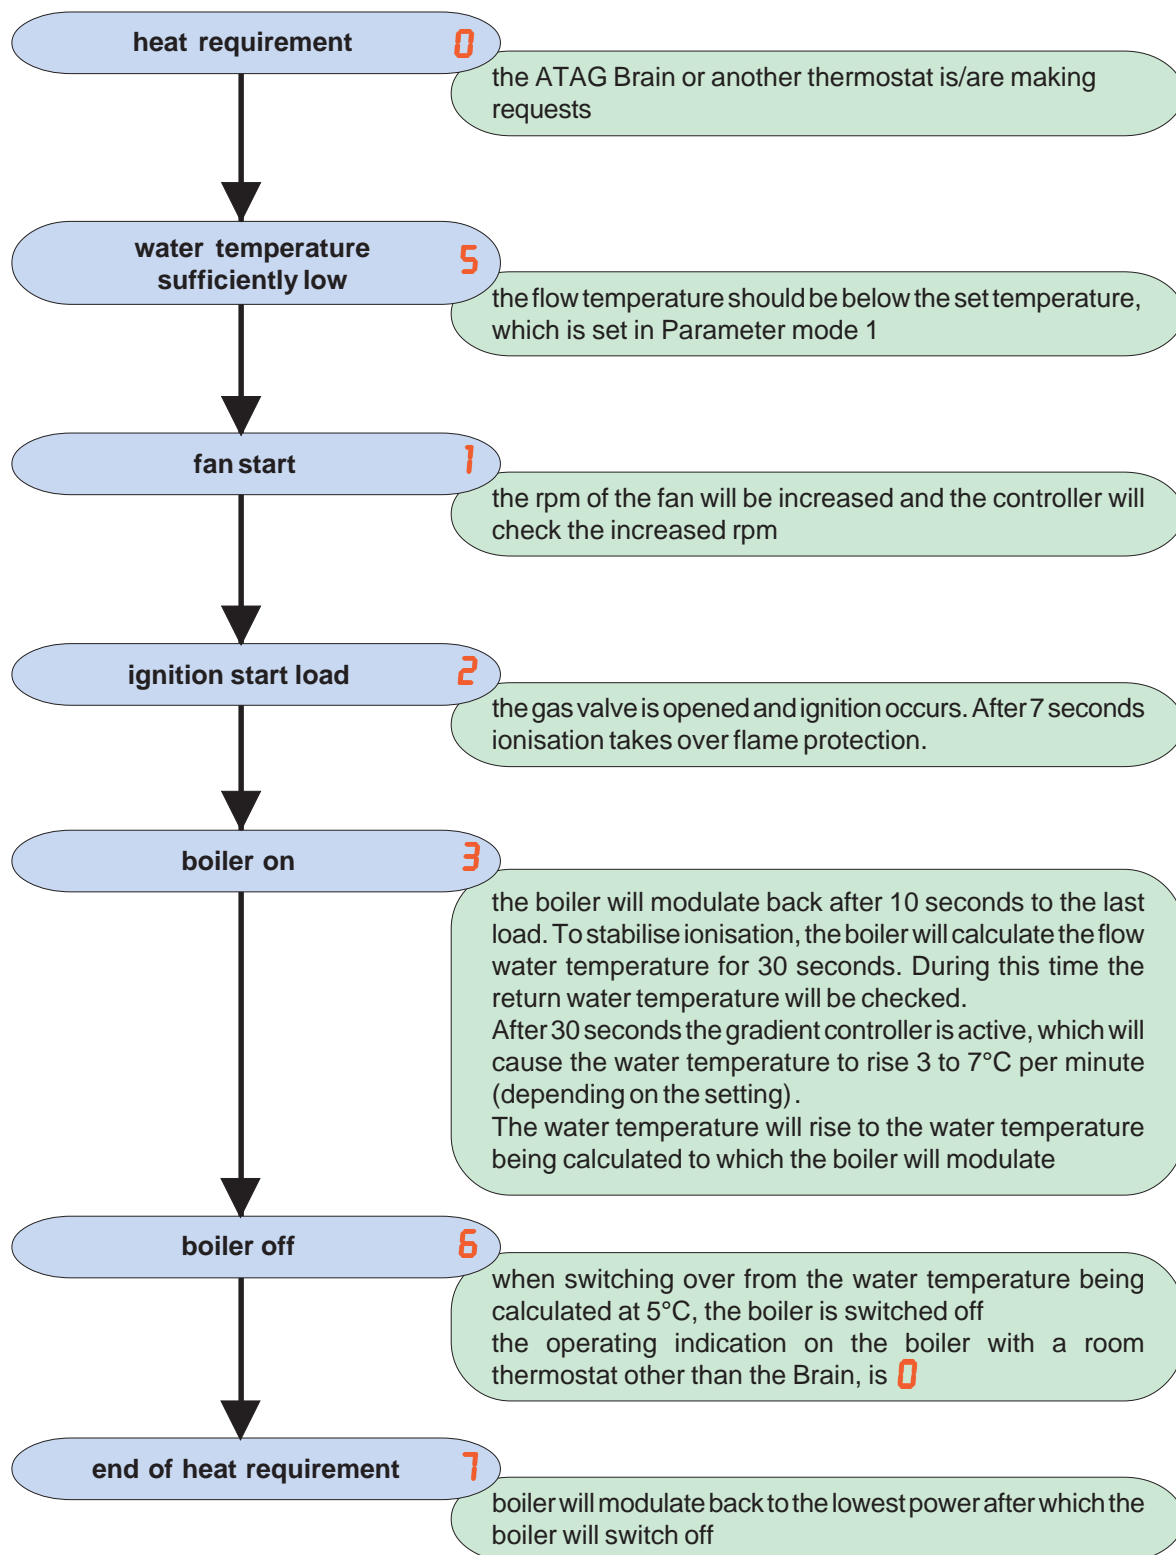 heat requirement 0
the ATAG Brain or another thermostat is/are making
requests
water temperature
sufficiently low 5
the flow temperature should be below the set temperature,
which is set in Parameter mode 1
fan start 1
the rpm of the fan will be increased and the controller will
check the increased rpm
ignition start load 2
the gas valve is opened and ignition occurs. After 7 seconds
ionisation takes over flame protection.
boiler on 3
the boiler will modulate back after 10 seconds to the last
load. To stabilise ionisation, the boiler will calculate the flow
water temperature for 30 seconds. During this time the
return water temperature will be checked.
After 30 seconds the gradient controller is active, which will
cause the water temperature to rise 3 to 7°C per minute
(depending on the setting).
The water temperature will rise to the water temperature
being calculated to which the boiler will modulate
boiler off 6
when switching over from the water temperature being
calculated at 5°C, the boiler is switched off
the operating indication on the boiler with a room
thermostat other than the Brain, is 0
end of heat requirement 7
boiler will modulate back to the lowest power after which the
boiler will switch off